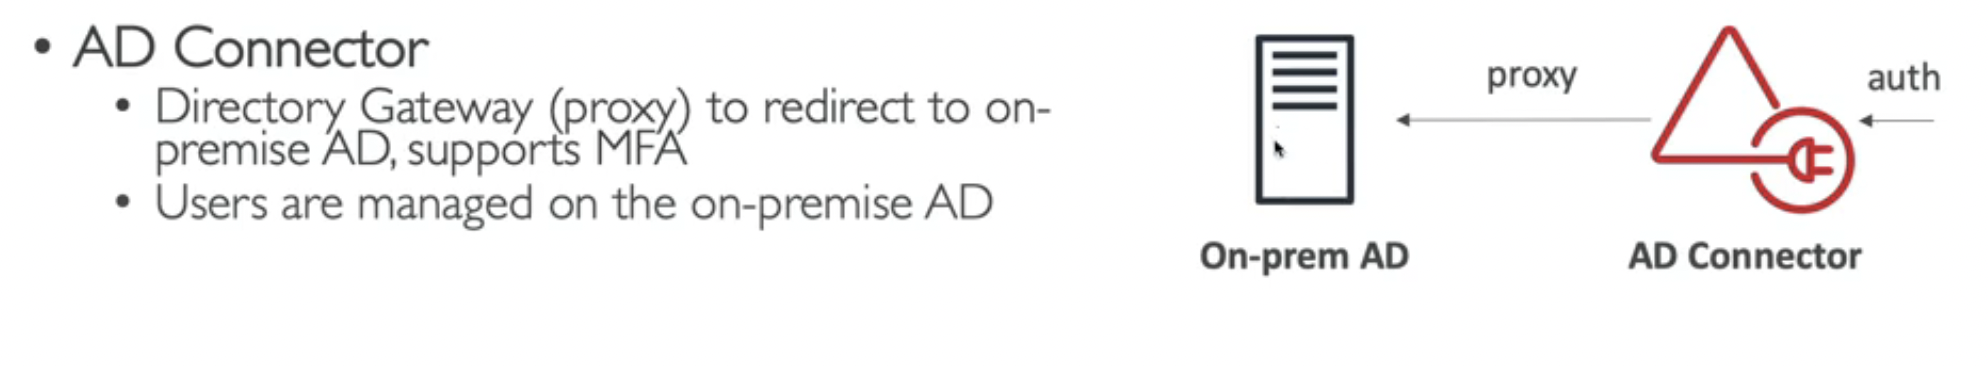 • AD Connector
• Directory Gateway (proxy) to redirect to on-
premise AD, supports MFA
• Users are managed on the on-premise AD
proxy
auth
On-prem AD
AD Connector